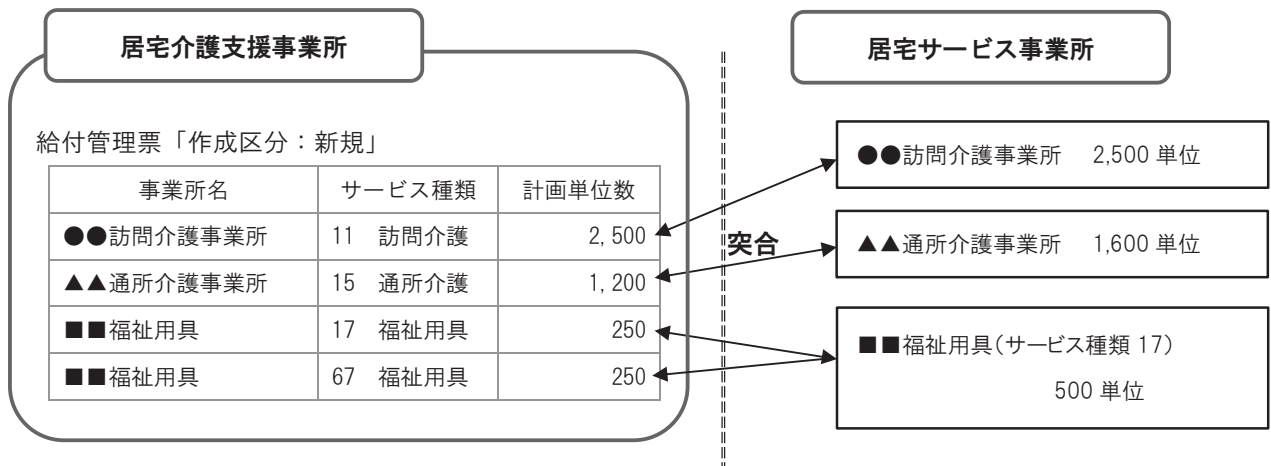 居宅介護支援事業所
居宅サービス事業所
給付管理票「作成区分:新規」
事業所名 サービス種類 計画単位数
●●訪問介護事業所 11 訪問介護 2,500
▲▲通所介護事業所 15 通所介護 1,200
■■福祉用具 17 福祉用具 250
■■福祉用具 67 福祉用具 250
突合
●●訪問介護事業所 2,500 単位
▲▲通所介護事業所 1,600 単位
■■福祉用具(サービス種類 17)
500 単位